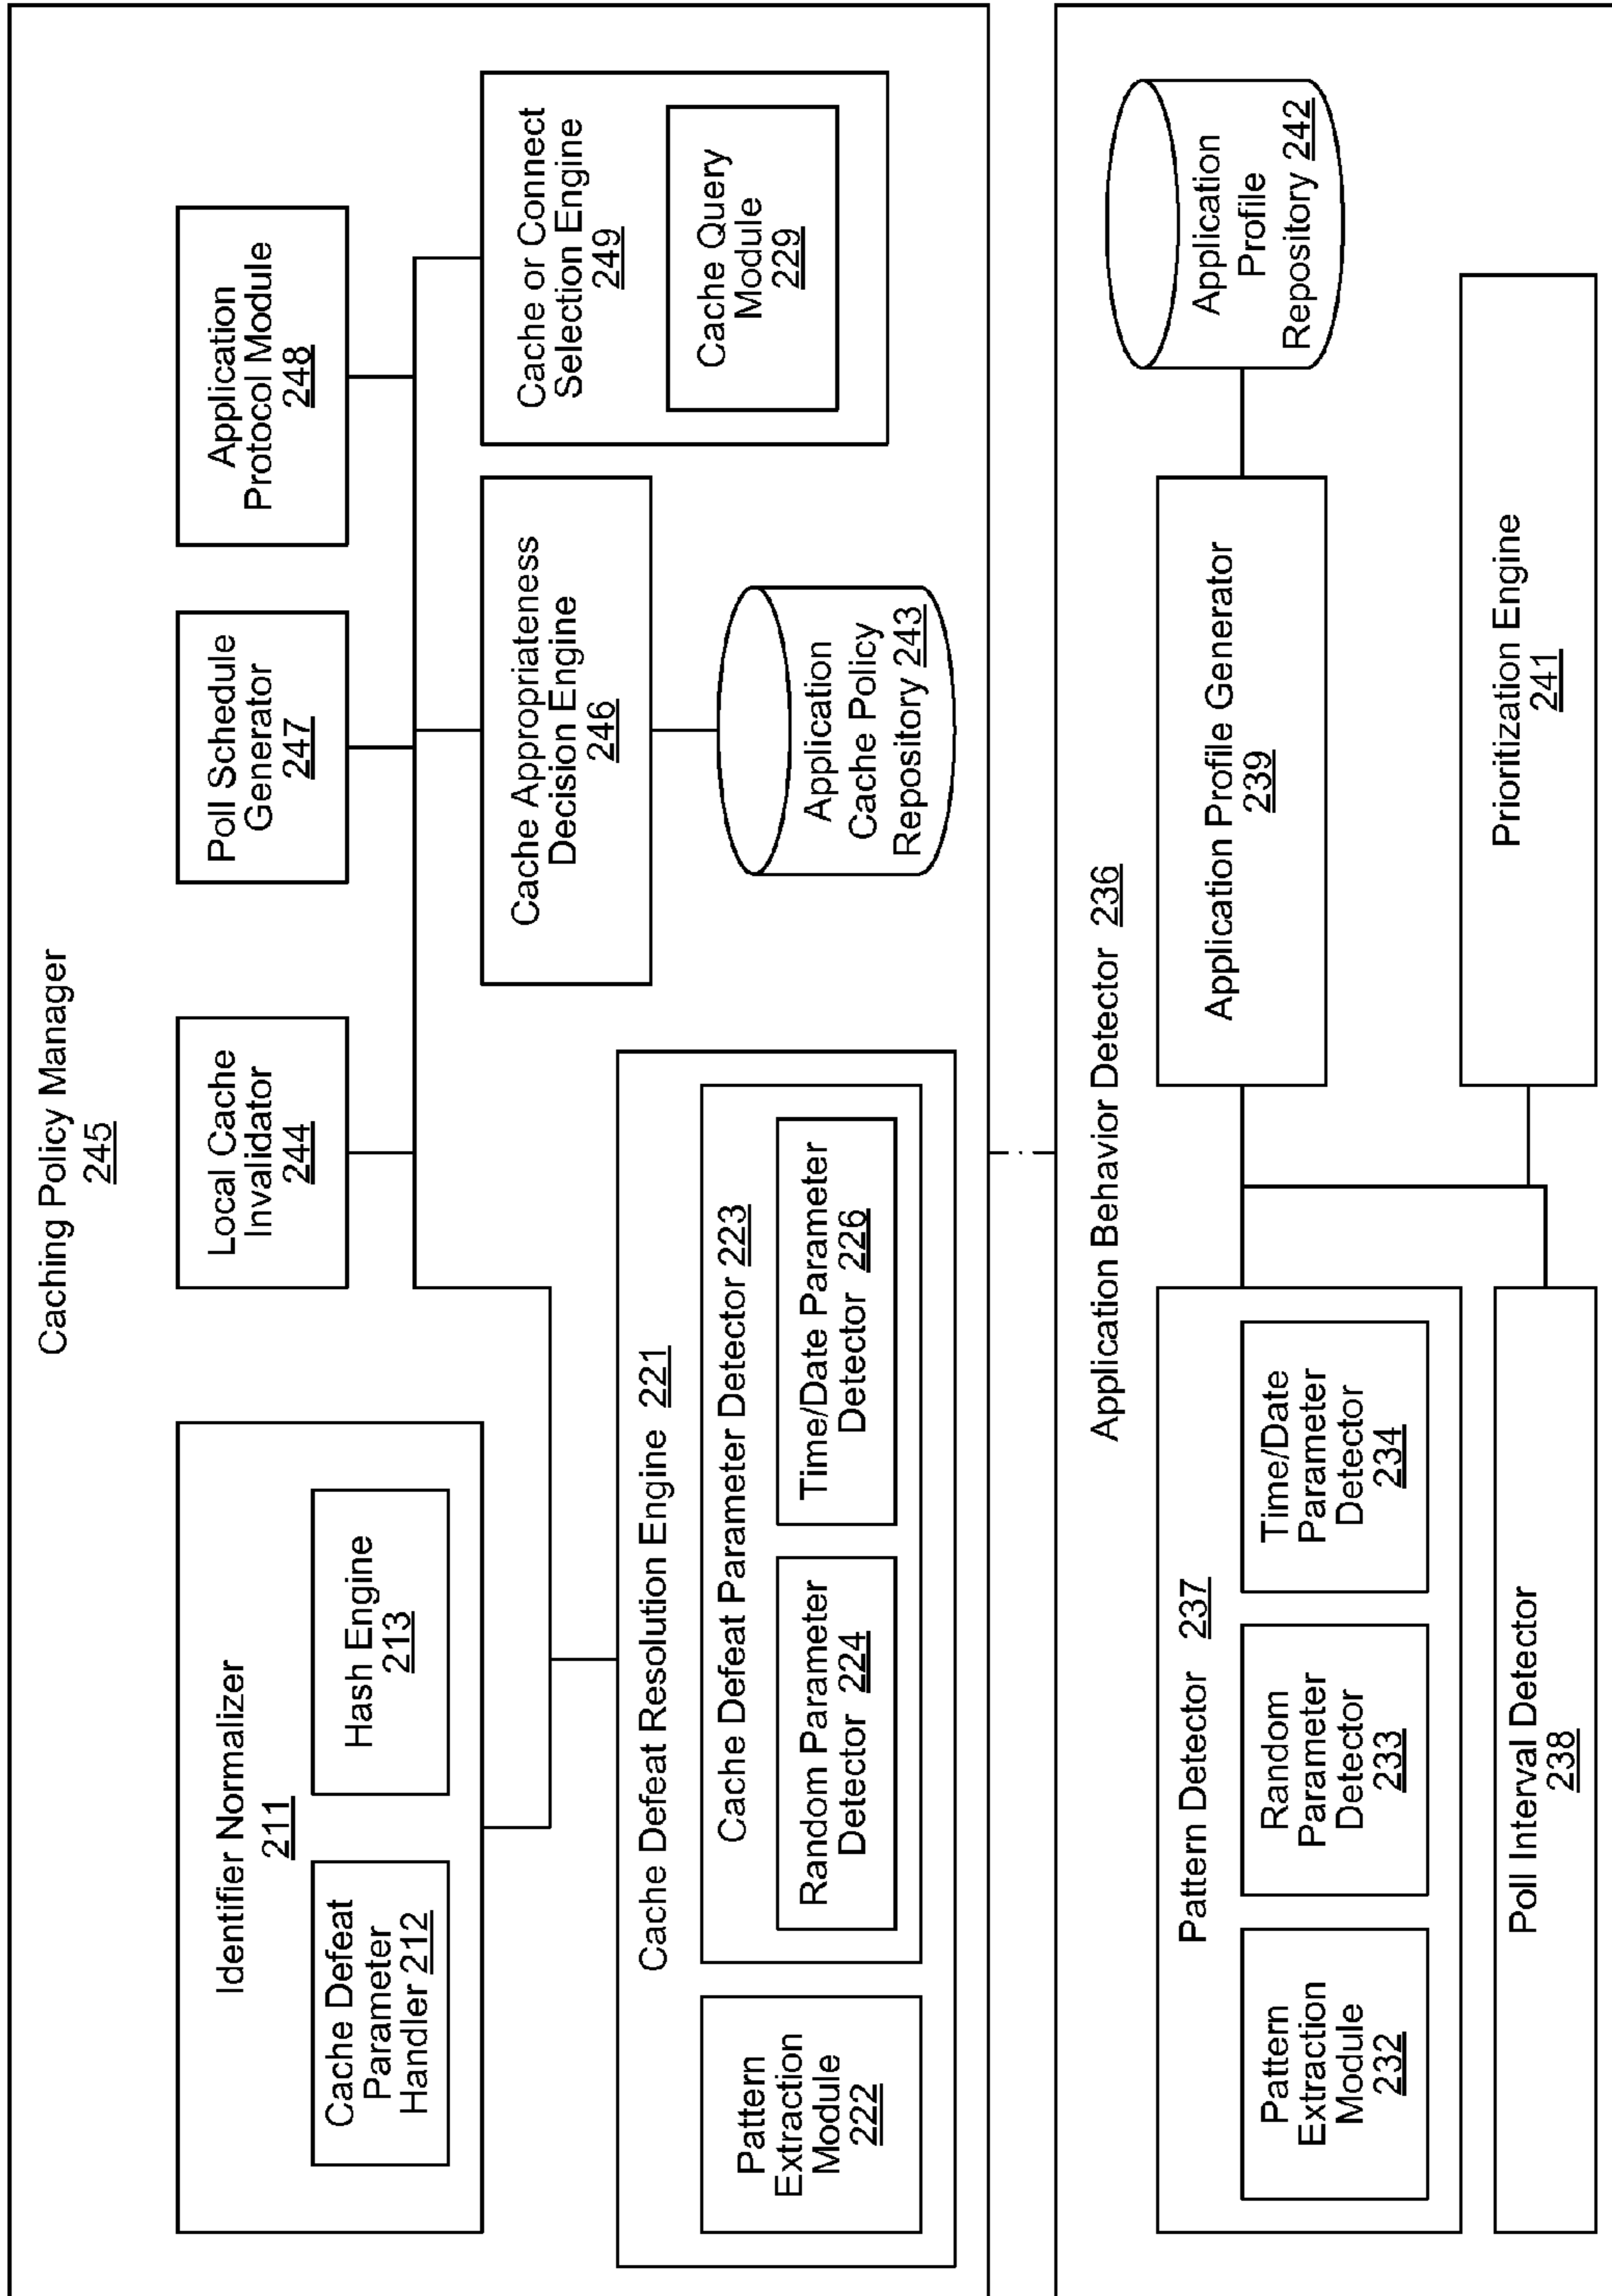 Caching Policy Manager
245
Identifier Normalizer
211
Cache Defeat
Parameter
Handler 212
Hash Engine
213
Local Cache
Invalidator
244
Poll Schedule
Generator
247
Application
Protocol Module
248
Cache Defeat Resolution Engine 221
Pattern
Extraction
Module
222
Cache Defeat Parameter Detector 223
Random Parameter
Detector 224
Time/Date Parameter
Detector 226
Cache Appropriateness
Decision Engine
246
Application
Cache Policy
Repository 243
Cache or Connect
Selection Engine
249
Cache Query
Module
229
Application Behavior Detector 236
Pattern Detector 237
Pattern
Extraction
Module
232
Random
Parameter
Detector
233
Time/Date
Parameter
Detector
234
Poll Interval Detector
238
Application Profile Generator
239
Application
Profile
Repository 242
Prioritization Engine
241